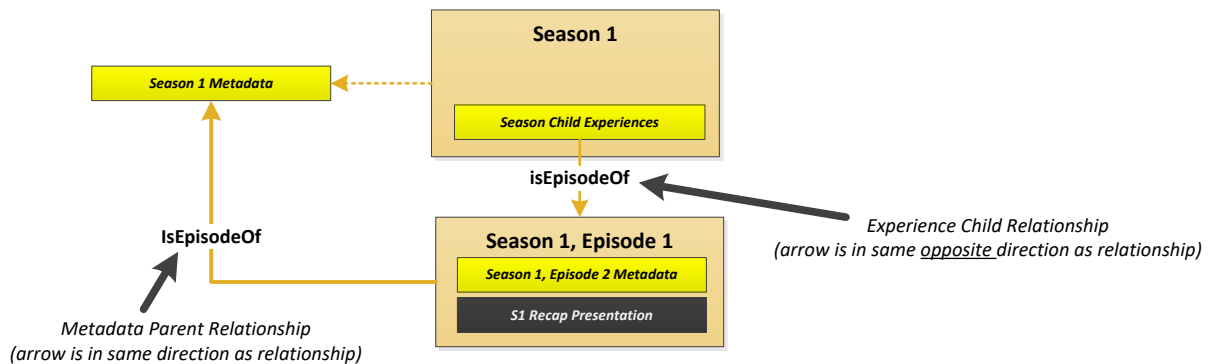 Season 1
Season 1 Metadata
Season Child Experiences
isEpisodeOf
Experience Child Relationship
(arrow is in same opposite direction as relationship)
IsEpisodeOf
Season 1, Episode 1
Season 1, Episode 2 Metadata
S1 Recap Presentation
Metadata Parent Relationship
(arrow is in same direction as relationship)